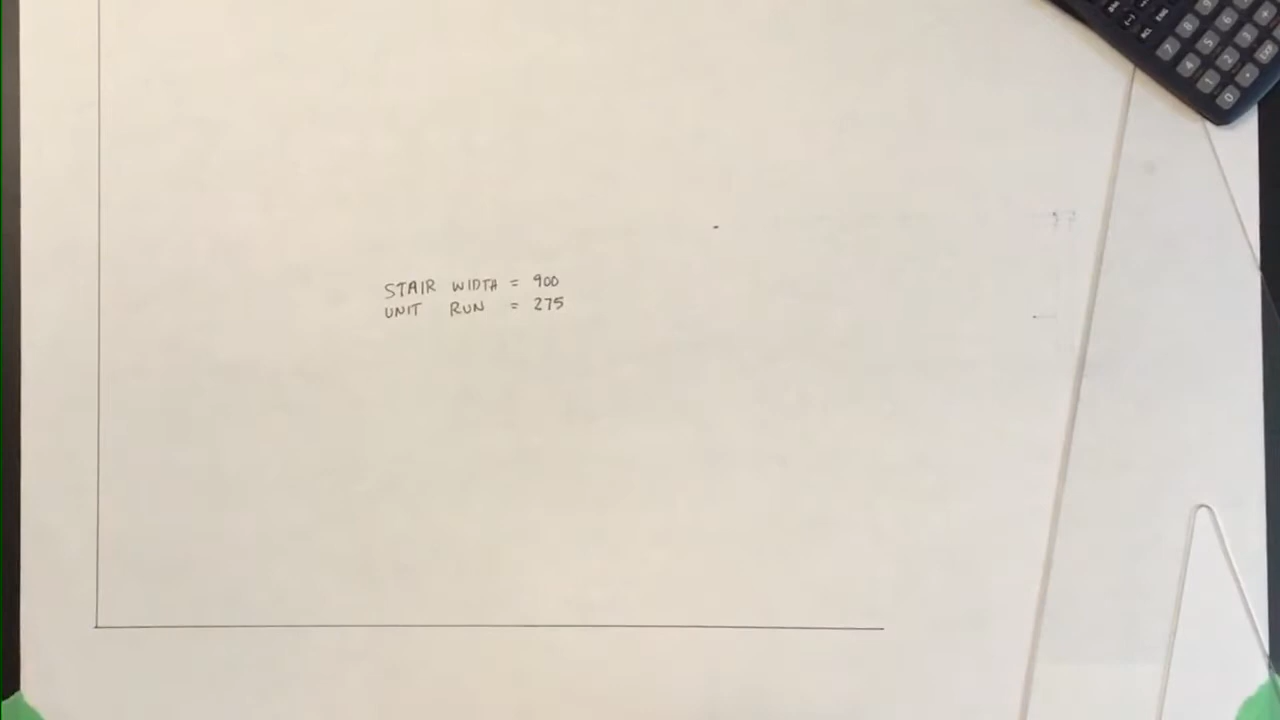 STAIR WIDTH = 900
UNIT RUN = 275